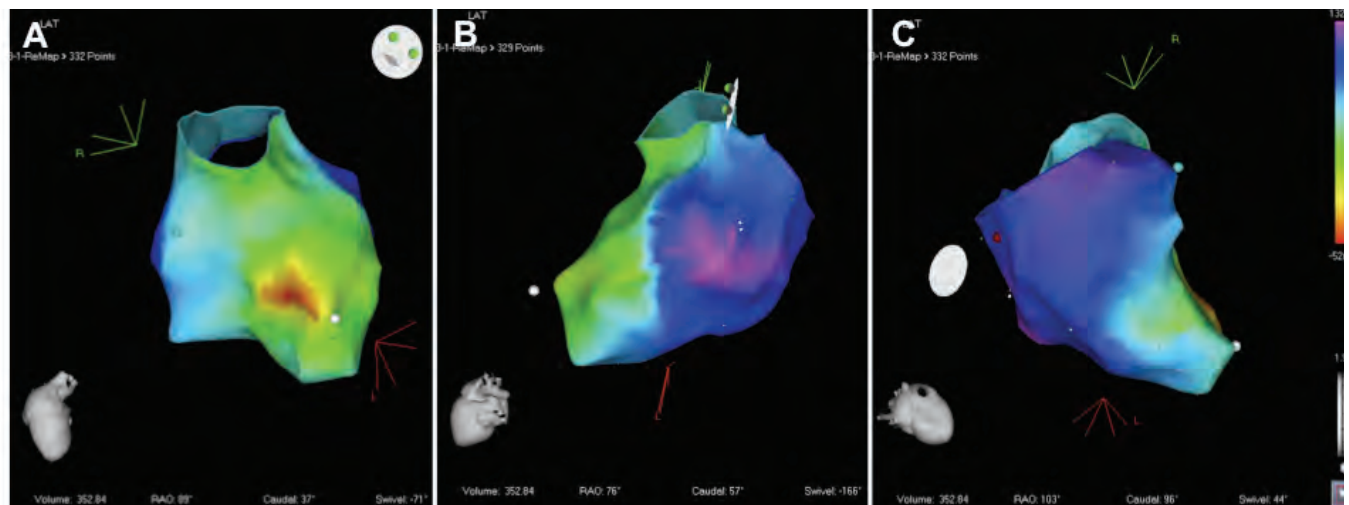 A
LAT
3-1-ReMap > 332 Points
R
L
Volume: 352.84 RAO: 89° Caudal: 37° Swivel: -71°
B
LAT
3-1-ReMap > 329 Points
L
Volume: 352.84 RAO: 76° Caudal: 57° Swivel: -166°
C
LAT
3-1-ReMap > 332 Points
R
L
Volume: 352.84 RAO: 103° Caudal: 96° Swivel: 44°
132